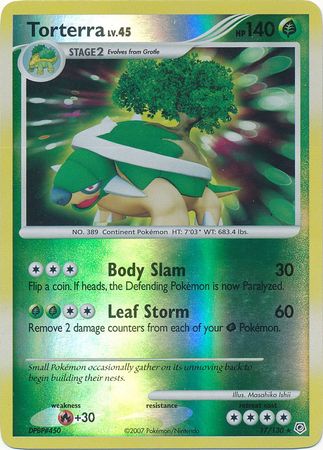 Torterra LV.45
HP 140
STAGE2 Evolves from Grotle
NO. 389 Continent Pokémon HT: 7'03" WT: 683.4 lbs.
Body Slam 30
Flip a coin. If heads, the Defending Pokémon is now Paralyzed.
Leaf Storm 60
Remove 2 damage counters from each of your Pokémon.
Small Pokémon occasionally gather on its unmoving back to
begin building their nests.
Illus. Masahiko Ishii
weakness resistance retreat cost
+30
DPBP#450 ©2007 Pokémon/Nintendo 17/130